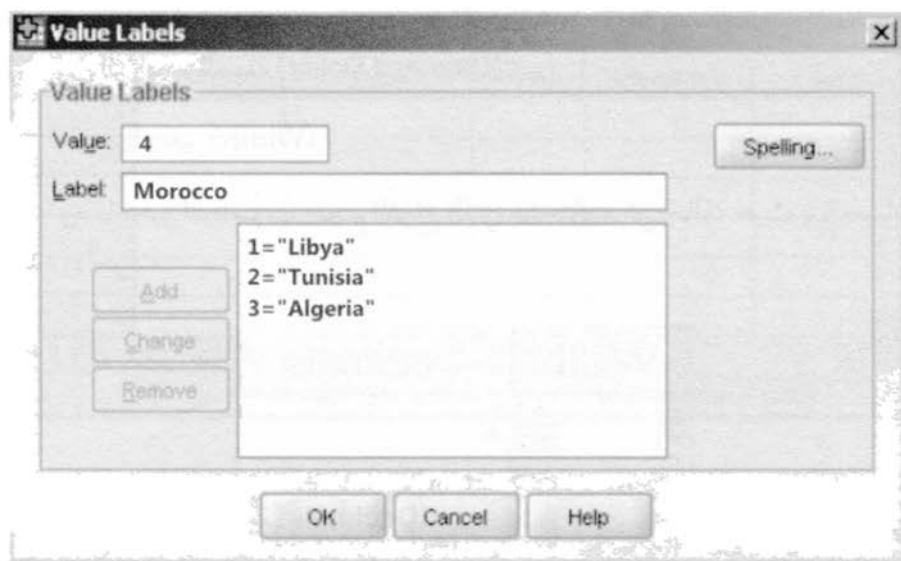 Value Labels
Value Labels
Value: 4
Spelling...
Label: Morocco
1="Libya"
2="Tunisia"
3="Algeria"
Add
Change
Remove
OK
Cancel
Help